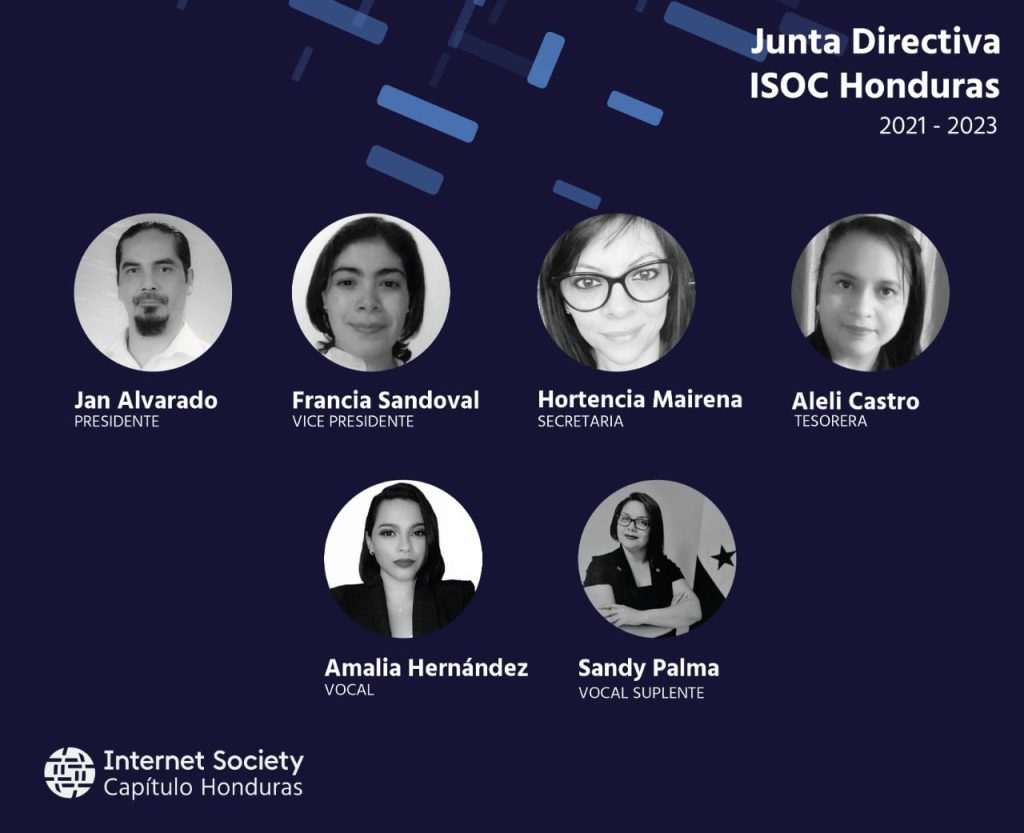 Junta Directiva
ISOC Honduras
2021 - 2023
Jan Alvarado
PRESIDENTE
Francia Sandoval
VICE PRESIDENTE
Hortencia Mairena
SECRETARIA
Aleli Castro
TESORERA
Amalia Hernández
VOCAL
Sandy Palma
VOCAL SUPLENTE
Internet Society
Capítulo Honduras